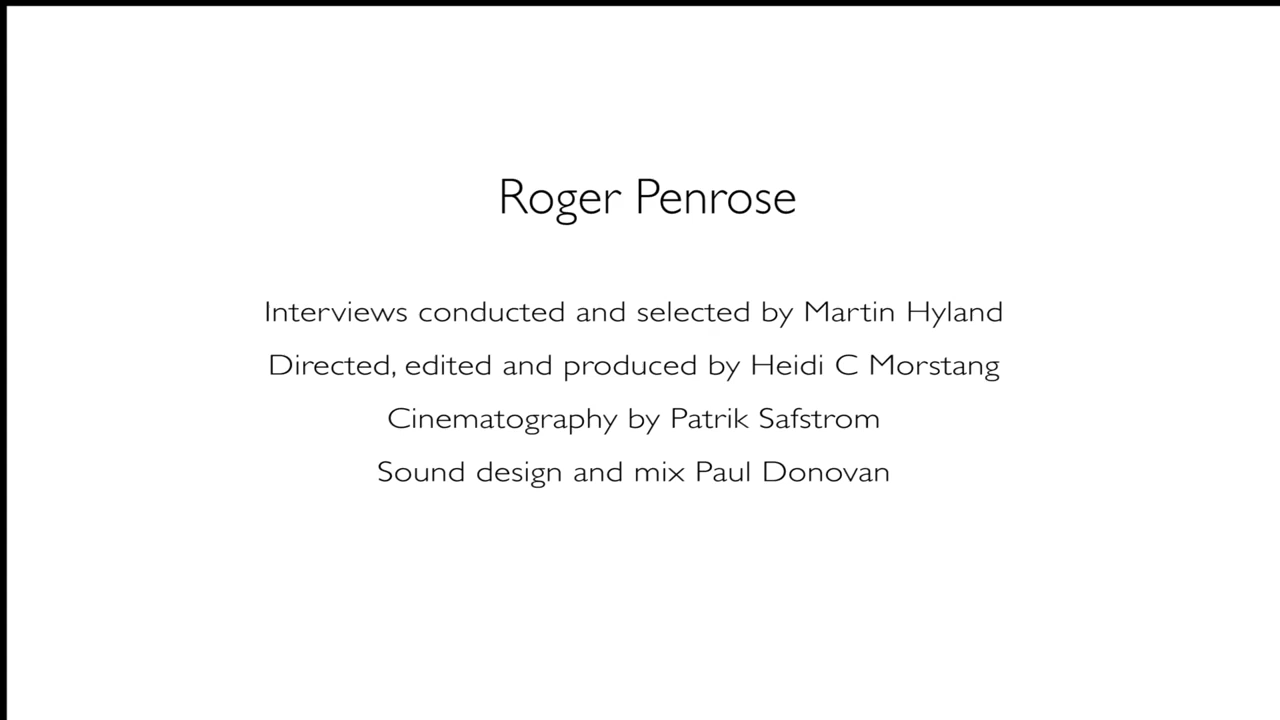 Roger Penrose
Interviews conducted and selected by Martin Hyland
Directed, edited and produced by Heidi C Morstang
Cinematography by Patrik Safstrom
Sound design and mix Paul Donovan